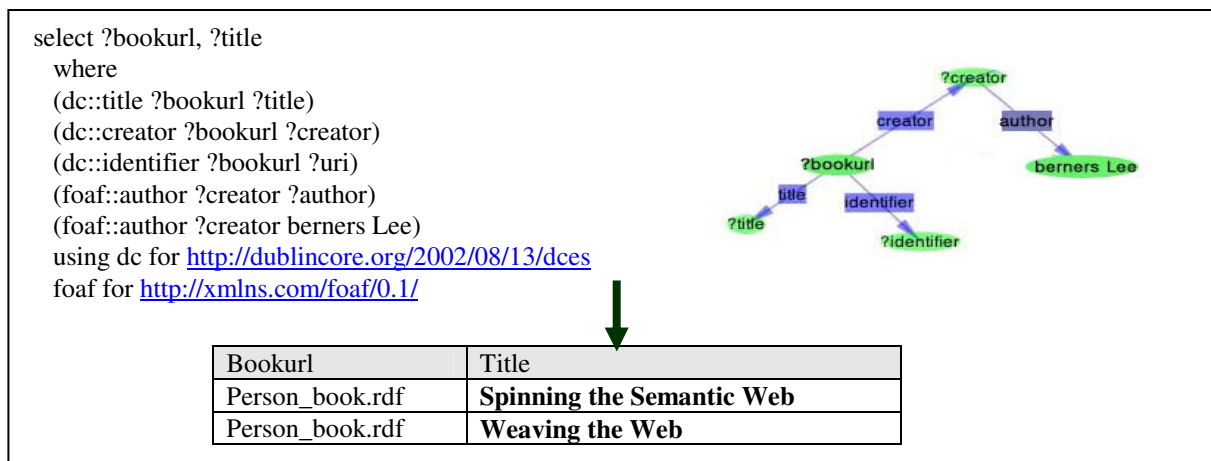 select ?bookurl, ?title
where
(dc::title ?bookurl ?title)
(dc::creator ?bookurl ?creator)
(dc::identifier ?bookurl ?uri)
(foaf::author ?creator ?author)
(foaf::author ?creator berners Lee)
using dc for http://dublincore.org/2002/08/13/dces
foaf for http://xmlns.com/foaf/0.1/
?creator
creator
author
?bookurl
berners Lee
title
identifier
?title
?identifier
Bookurl Title
Person_book.rdf Spinning the Semantic Web
Person_book.rdf Weaving the Web